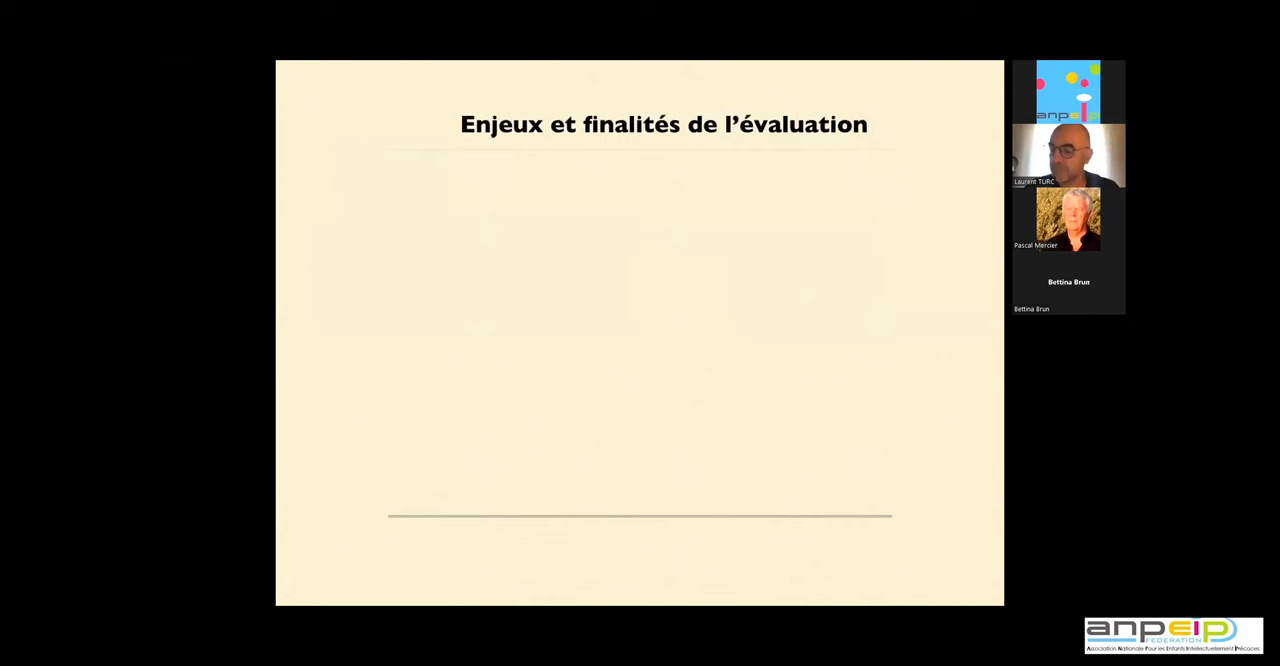 Enjeux et finalités de l’évaluation
anpeip
Laurent TURC
Pascal Mercier
Bettina Brun
Bettina Brun
anpeip
FEDERATION
Association Nationale Pour les Enfants Intellectuellement Précoces